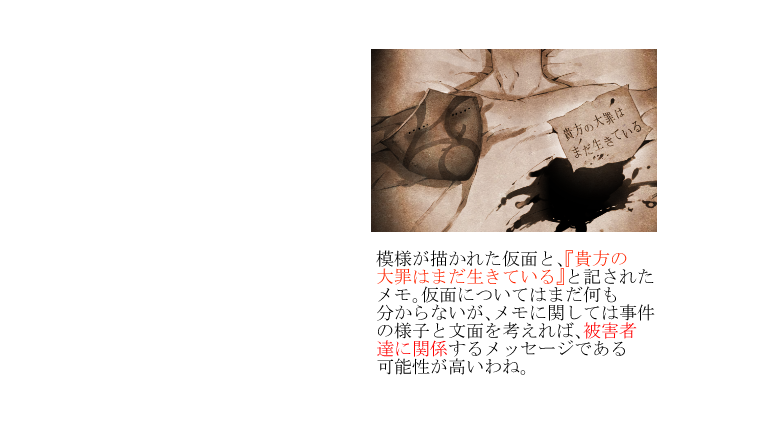 貴方の大罪は
まだ生きている
模様が描かれた仮面と、『貴方の
大罪はまだ生きている』と記された
メモ。仮面についてはまだ何も
分からないが、メモに関しては事件
の様子と文面を考えれば、被害者
達に関係するメッセージである
可能性が高いわね。